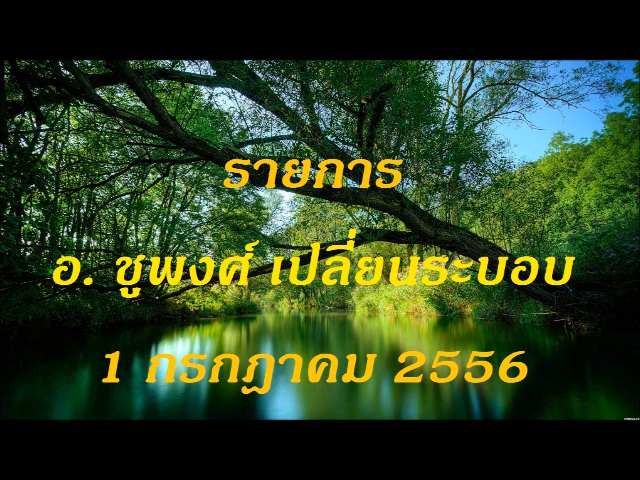 รายการ
อ. ชูพงศ์ เปลี่ยนระบอบ
1 กรกฎาคม 2556